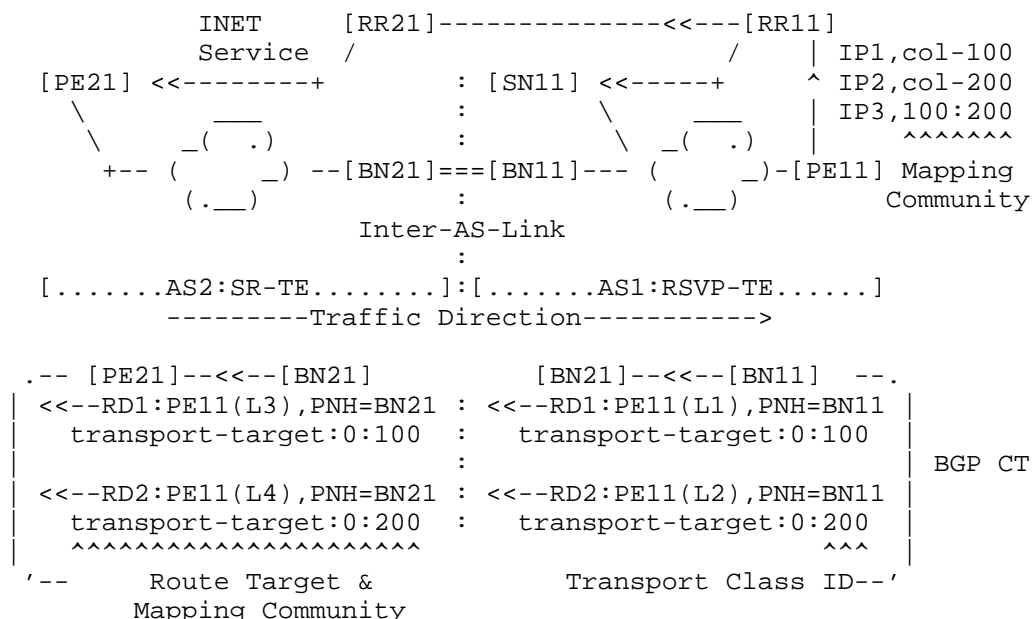 INET       [RR21]--------------<<---[RR11]
            Service   /                        /     | IP1,col-100
  [PE21] <<--------+          : [SN11] <<-----+      ^ IP2,col-200
    \        ___              :        \      ___    | IP3,100:200
     \     _(   .)            :         \   _(   .)  |     ^^^^^^^
      +-- (      _) --[BN21]===[BN11]--- (      _)-[PE11] Mapping
           (.__)              :             (.__)         Community
                       Inter-AS-Link
                              :
  [.......AS2:SR-TE........]:[.......AS1:RSVP-TE......]
          ---------Traffic Direction----------->
 .-- [PE21]--<<--[BN21]          [BN21]--<<--[BN11]  --.
| <<--RD1:PE11(L3),PNH=BN21 : <<--RD1:PE11(L1),PNH=BN11 |
|   transport-target:0:100  :   transport-target:0:100  |
|                           :                           | BGP CT
| <<--RD2:PE11(L4),PNH=BN21 : <<--RD2:PE11(L2),PNH=BN11 |
|   transport-target:0:200  :   transport-target:0:200  |
|   ^^^^^^^^^^^^^^^^^^^^^^                         ^^^  |
'--      Route Target &            Transport Class ID--'
        Mapping Community